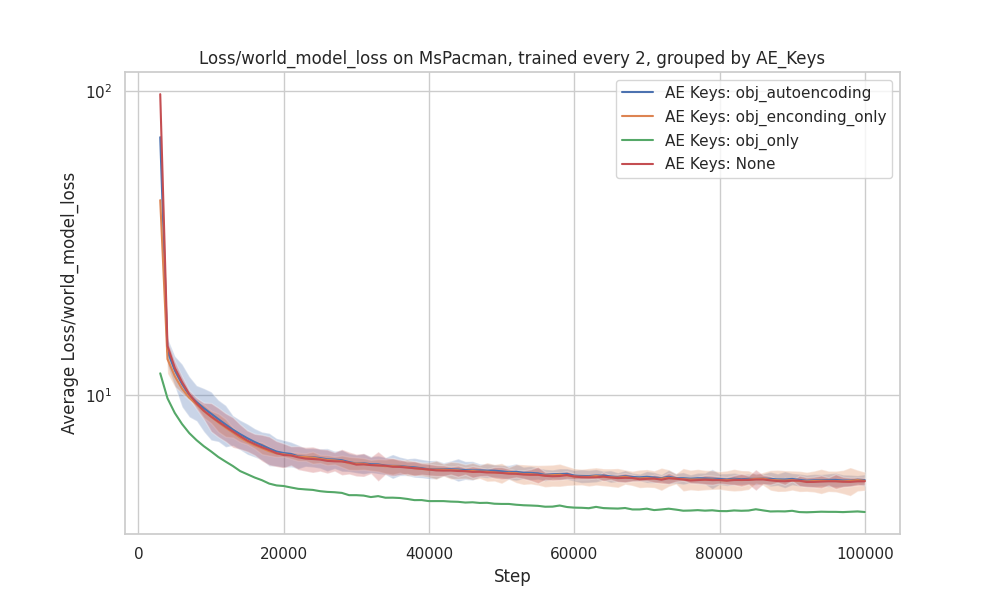 Loss/world_model_loss on MsPacman, trained every 2, grouped by AE_Keys
AE Keys: obj_autoencoding
AE Keys: obj_enconding_only
AE Keys: obj_only
AE Keys: None
Average Loss/world_model_loss
10²
10¹
0
20000
40000
60000
80000
100000
Step